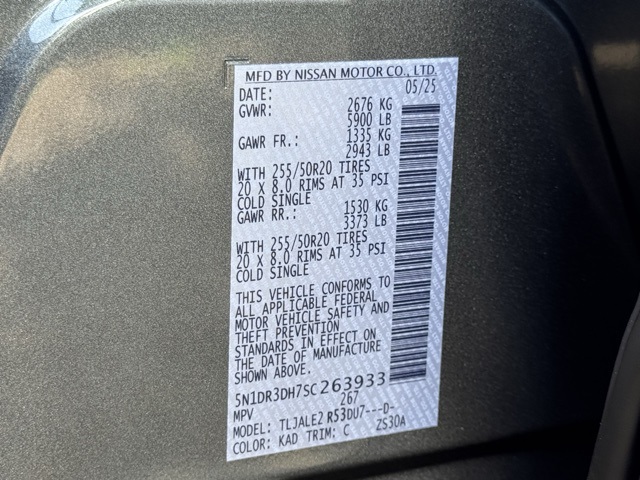 MFD BY NISSAN MOTOR CO., LTD.
DATE: 05/25
GVWR: 2676 KG
5900 LB
GAWR FR.: 1335 KG
2943 LB
WITH 255/50R20 TIRES
20 X 8.0 RIMS AT 35 PSI
COLD SINGLE
GAWR RR.: 1530 KG
3373 LB
WITH 255/50R20 TIRES
20 X 8.0 RIMS AT 35 PSI
COLD SINGLE
THIS VEHICLE CONFORMS TO
ALL APPLICABLE FEDERAL
MOTOR VEHICLE SAFETY AND
THEFT PREVENTION
STANDARDS IN EFFECT ON
THE DATE OF MANUFACTURE
SHOWN ABOVE.
5N1DR3DH7SC263933
MPV 267
MODEL: TLJALE2 R53DU7---D-
COLOR: KAD TRIM: C ZS30A